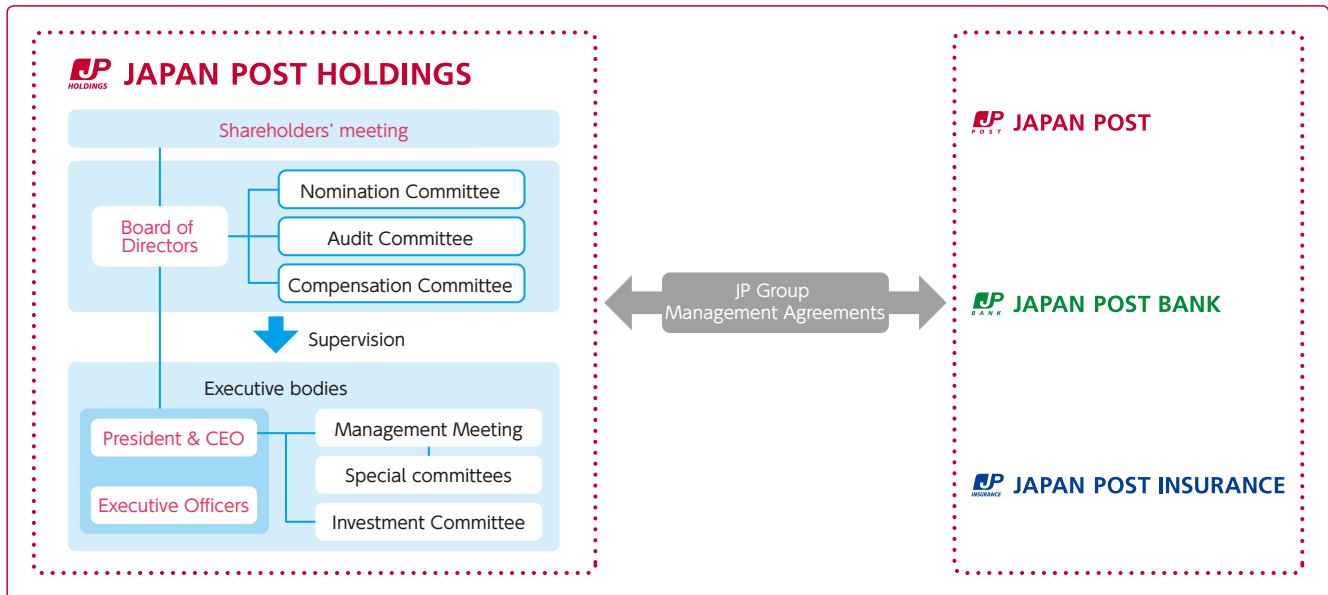 JP
HOLDINGS
JAPAN POST HOLDINGS
Shareholders' meeting
Board of
Directors
Nomination Committee
Audit Committee
Compensation Committee
Supervision
Executive bodies
President & CEO
Executive Officers
Management Meeting
Special committees
Investment Committee
JP Group
Management Agreements
JP
POST
JAPAN POST
JP
BANK
JAPAN POST BANK
JP
INSURANCE
JAPAN POST INSURANCE